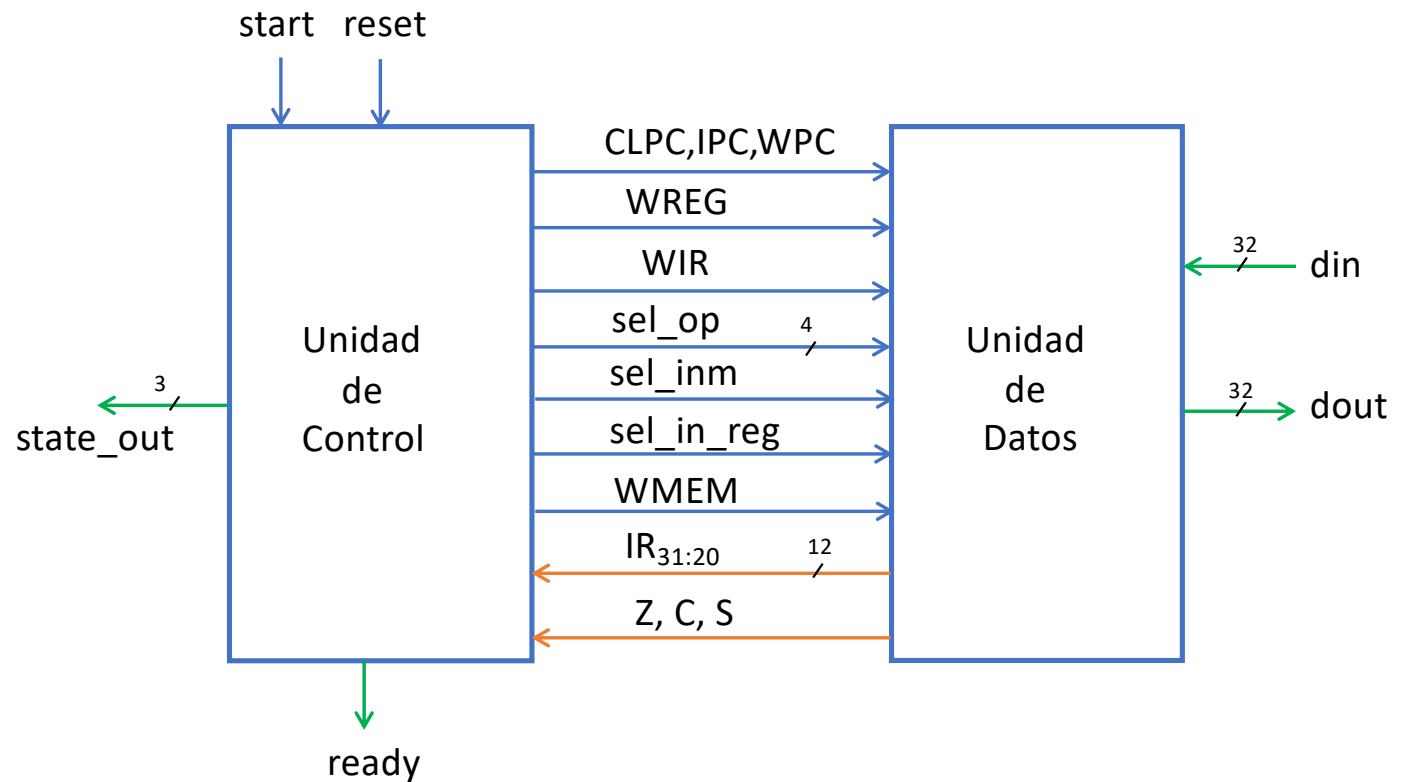 start reset
CLPC,IPC,WPC
WREG
WIR
sel_op 4
sel_inm
sel_in_reg
WMEM
IR31:20 12
Z, C, S
Unidad
de
Control
Unidad
de
Datos
32 din
32 dout
3
state_out
ready